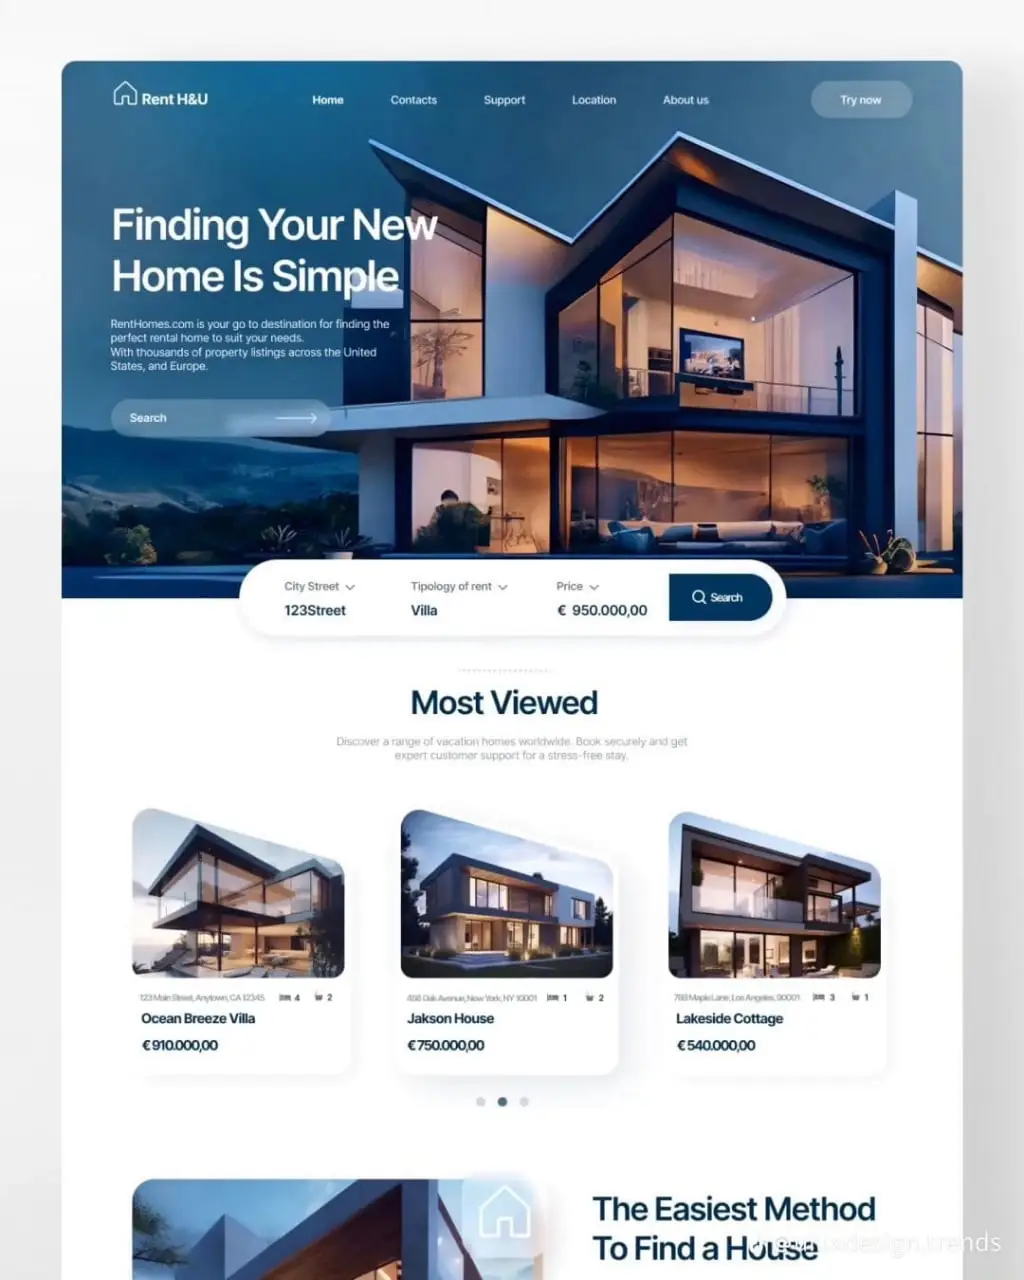 Rent H&U
Home
Contacts
Support
Location
About us
Try now
Finding Your New
Home Is Simple
RentHomes.com is your go to destination for finding the
perfect rental home to suit your needs.
With thousands of property listings across the United
States, and Europe.
Search
City Street
Tipology of rent
Price
123Street
Villa
€ 950.000,00
Search
Most Viewed
Discover a range of vacation homes worldwide. Book securely and get
expert customer support for a stress-free stay.
123 Main Street, Anytown, CA 12345
4
2
Ocean Breeze Villa
€910.000,00
Oak Avenue, New York, NY 10001
1
2
Jakson House
€750.000,00
789 Maple Lane, Los Angeles, 90001
3
1
Lakeside Cottage
€540.000,00
The Easiest Method
To Find a House